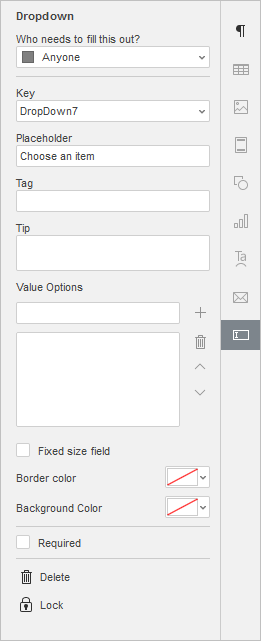 Dropdown
Who needs to fill this out?
Anyone
Key
DropDown7
Placeholder
Choose an item
Tag
Tip
Value Options
Fixed size field
Border color
Background Color
Required
Delete
Lock
Ta